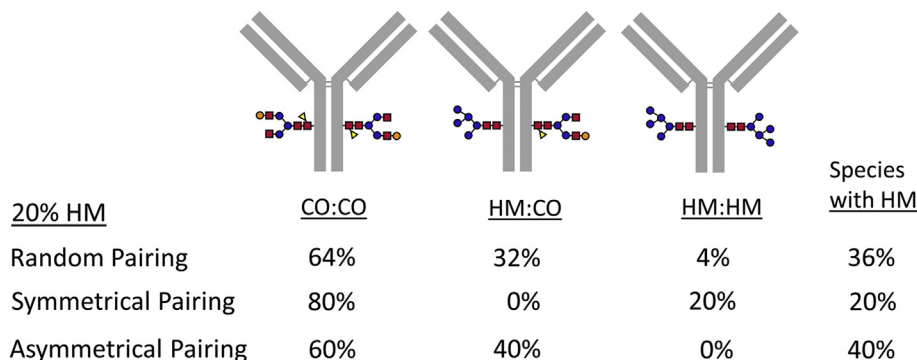 Species
with HM
20% HM CO:CO HM:CO HM:HM
Random Pairing 64% 32% 4% 36%
Symmetrical Pairing 80% 0% 20% 20%
Asymmetrical Pairing 60% 40% 0% 40%